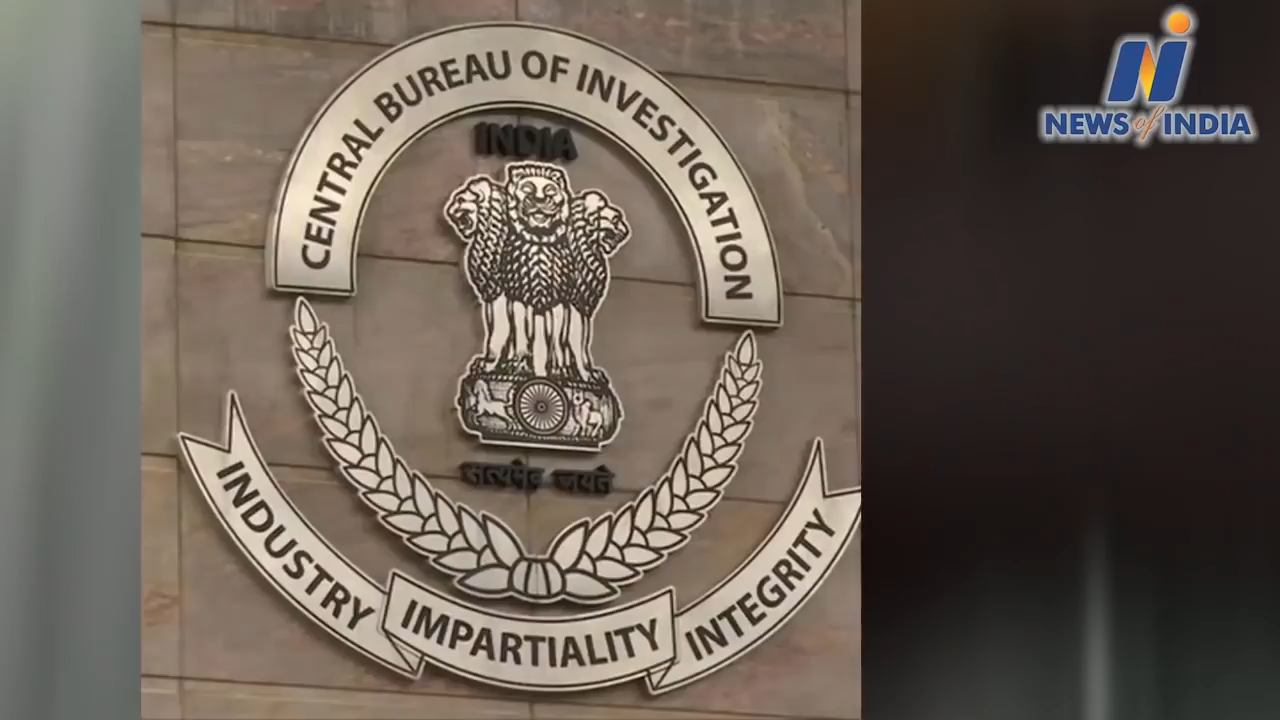 CENTRAL BUREAU OF INVESTIGATION
INDIA
सत्यमेव जयते
INDUSTRY
IMPARTIALITY
INTEGRITY
NEWS of INDIA